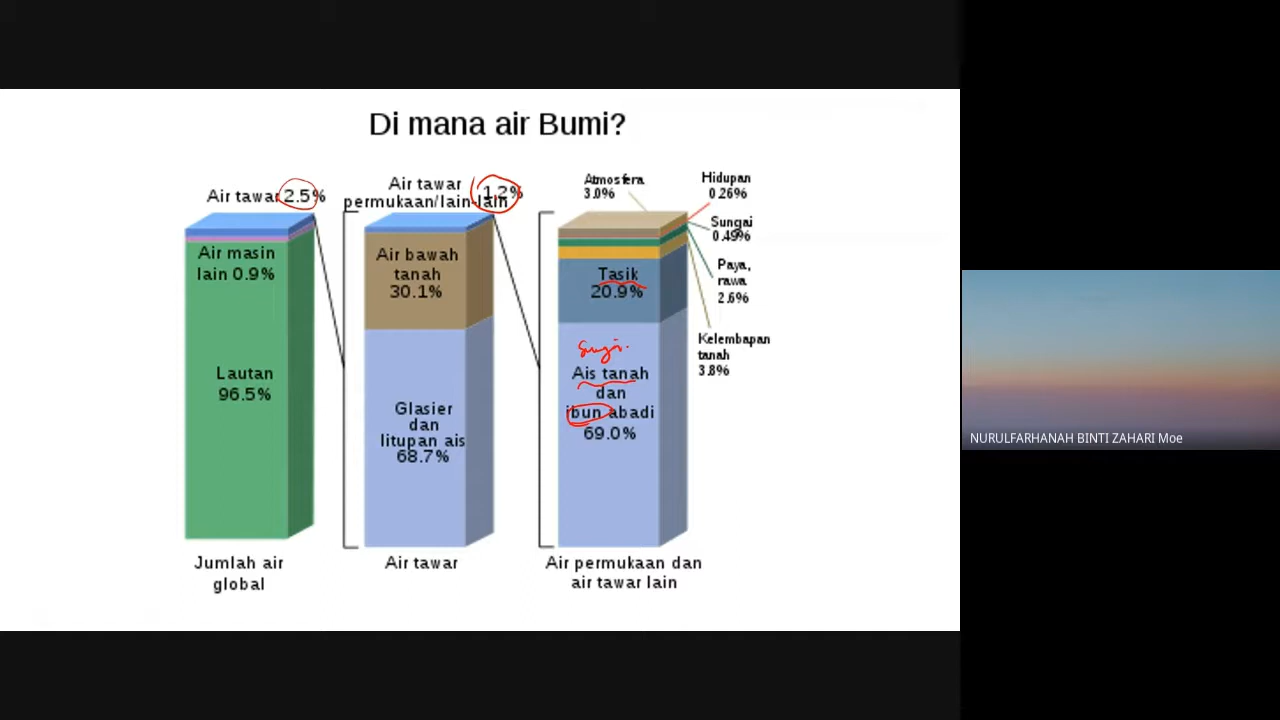 Di mana air Bumi?
Air tawar 2.5%
Air masin
lain 0.9%
Lautan
96.5%
Jumlah air
global
Air tawar
permukaan/lain-lain
1.2%
Air bawah
tanah
30.1%
Glasier
dan
litupan ais
68.7%
Air tawar
Atmosfera
3.0%
Hidupan
0.26%
Sungai
0.49%
Paya,
rawa
2.6%
Kelembapan
tanah
3.8%
Tasik
20.9%
Ais tanah
dan
ibun abadi
69.0%
Air permukaan dan
air tawar lain
NURULFARHANAH BINTI ZAHARI Moe